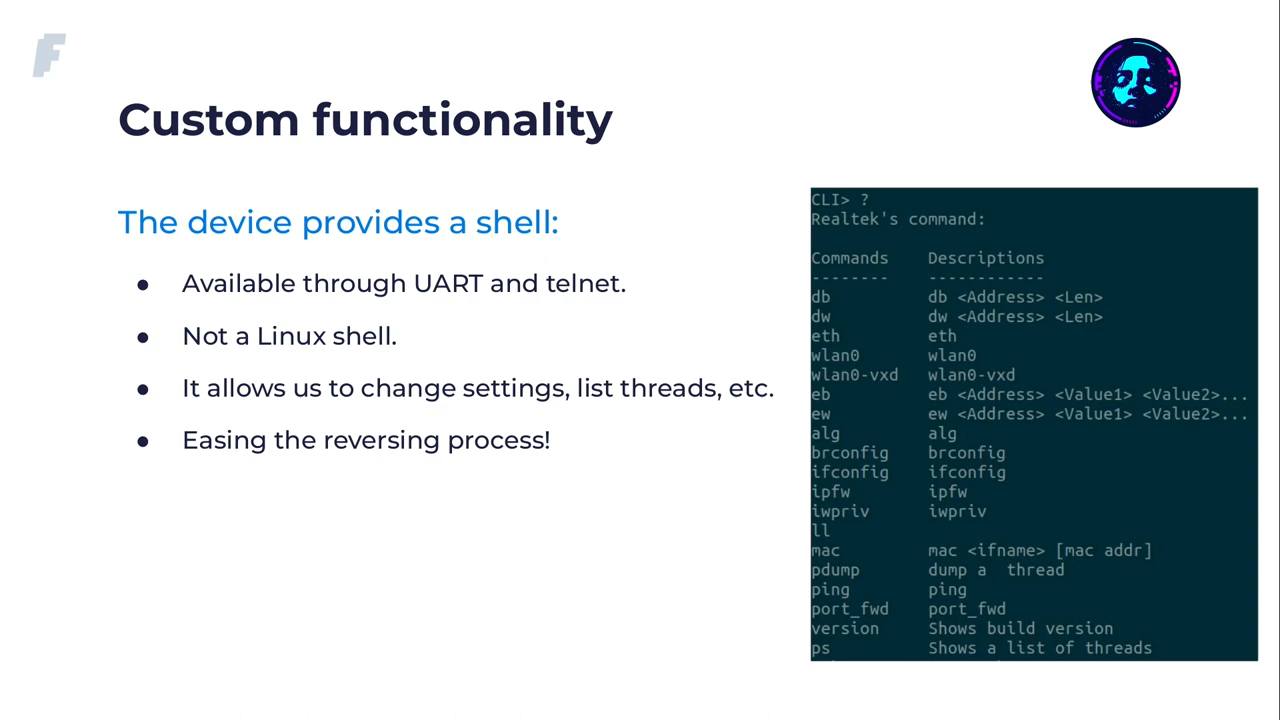 Custom functionality
The device provides a shell:
● Available through UART and telnet.
● Not a Linux shell.
● It allows us to change settings, list threads, etc.
● Easing the reversing process!
CLI> ?
Realtek's command:
Commands    Descriptions
--------    ------------
db          db <Address> <Len>
dw          dw <Address> <Len>
eth         eth
wlan0       wlan0
wlan0-vxd   wlan0-vxd
eb          eb <Address> <Value1> <Value2>...
ew          ew <Address> <Value1> <Value2>...
alg         alg
brconfig    brconfig
ifconfig    ifconfig
ipfw        ipfw
iwpriv      iwpriv
ll
mac         mac <ifname> [mac addr]
pdump       dump a  thread
ping        ping
port_fwd    port_fwd
version     Shows build version
ps          Shows a list of threads